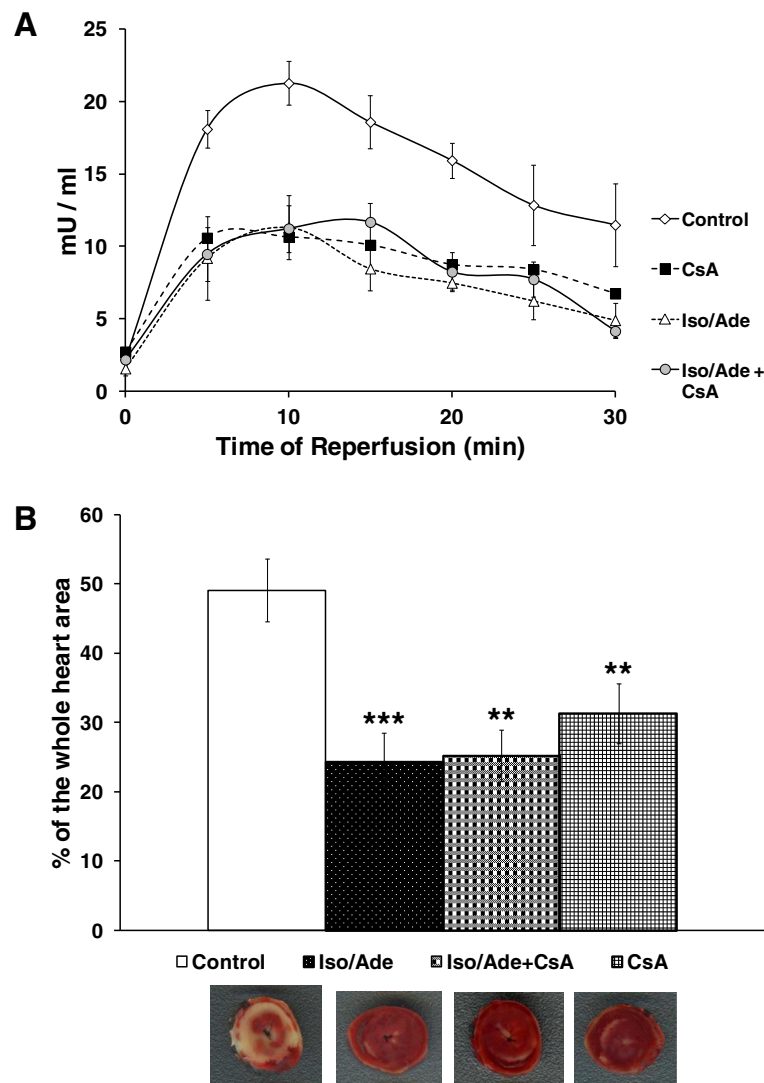 A
25
20
15
10
5
0
mU / ml
0 10 20 30
Time of Reperfusion (min)
Control
CsA
Iso/Ade
Iso/Ade +
CsA
B
60
50
40
30
20
10
0
% of the whole heart area
***
**
**
Control Iso/Ade Iso/Ade+CsA CsA